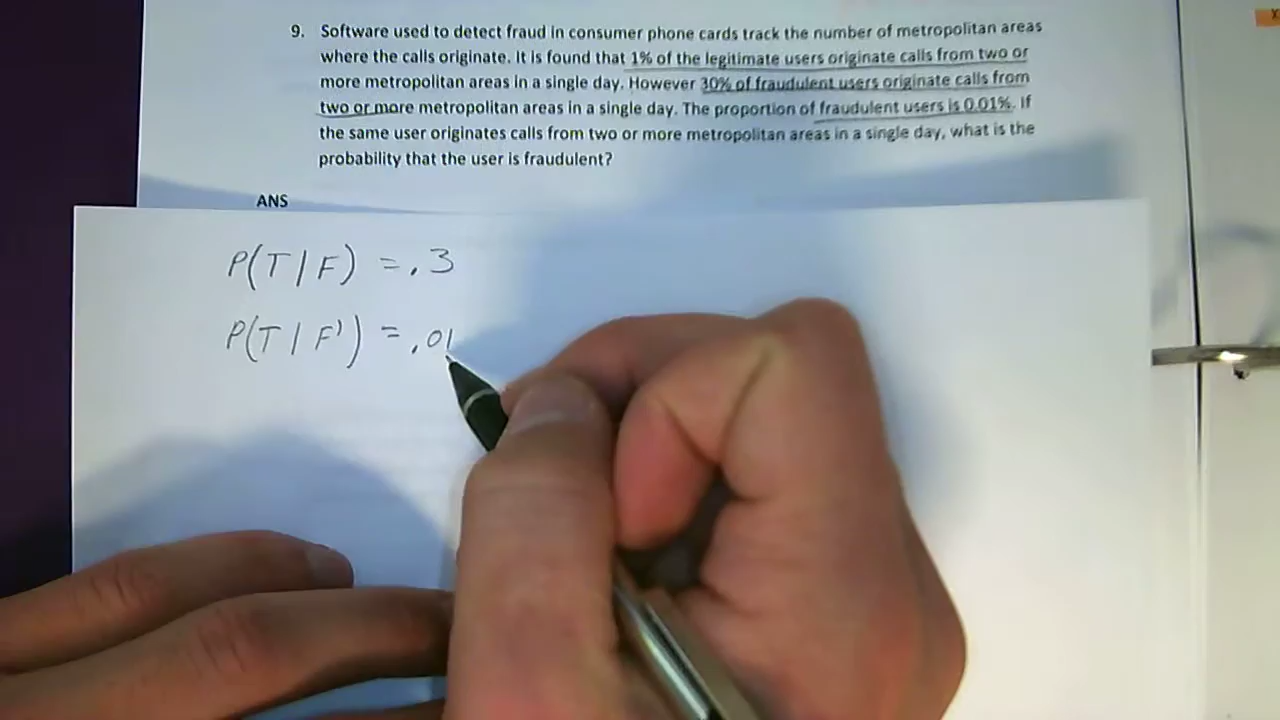 9. Software used to detect fraud in consumer phone cards track the number of metropolitan areas
where the calls originate. It is found that 1% of the legitimate users originate calls from two or
more metropolitan areas in a single day. However 30% of fraudulent users originate calls from
two or more metropolitan areas in a single day. The proportion of fraudulent users is 0.01%. If
the same user originates calls from two or more metropolitan areas in a single day, what is the
probability that the user is fraudulent?
ANS
P(T/F) = .3
P(T/F') = .01